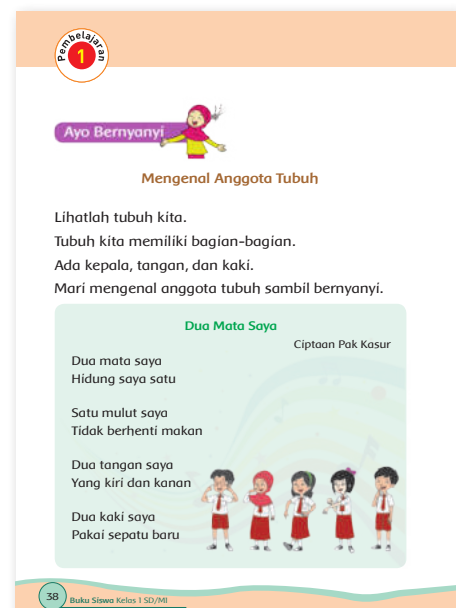 Pembelajaran
1
Ayo Bernyanyi
Mengenal Anggota Tubuh
Lihatlah tubuh kita.
Tubuh kita memiliki bagian-bagian.
Ada kepala, tangan, dan kaki.
Mari mengenal anggota tubuh sambil bernyanyi.
Dua Mata Saya
Ciptaan Pak Kasur
Dua mata saya
Hidung saya satu
Satu mulut saya
Tidak berhenti makan
Dua tangan saya
Yang kiri dan kanan
Dua kaki saya
Pakai sepatu baru
38
Buku Siswa Kelas I SD/MI